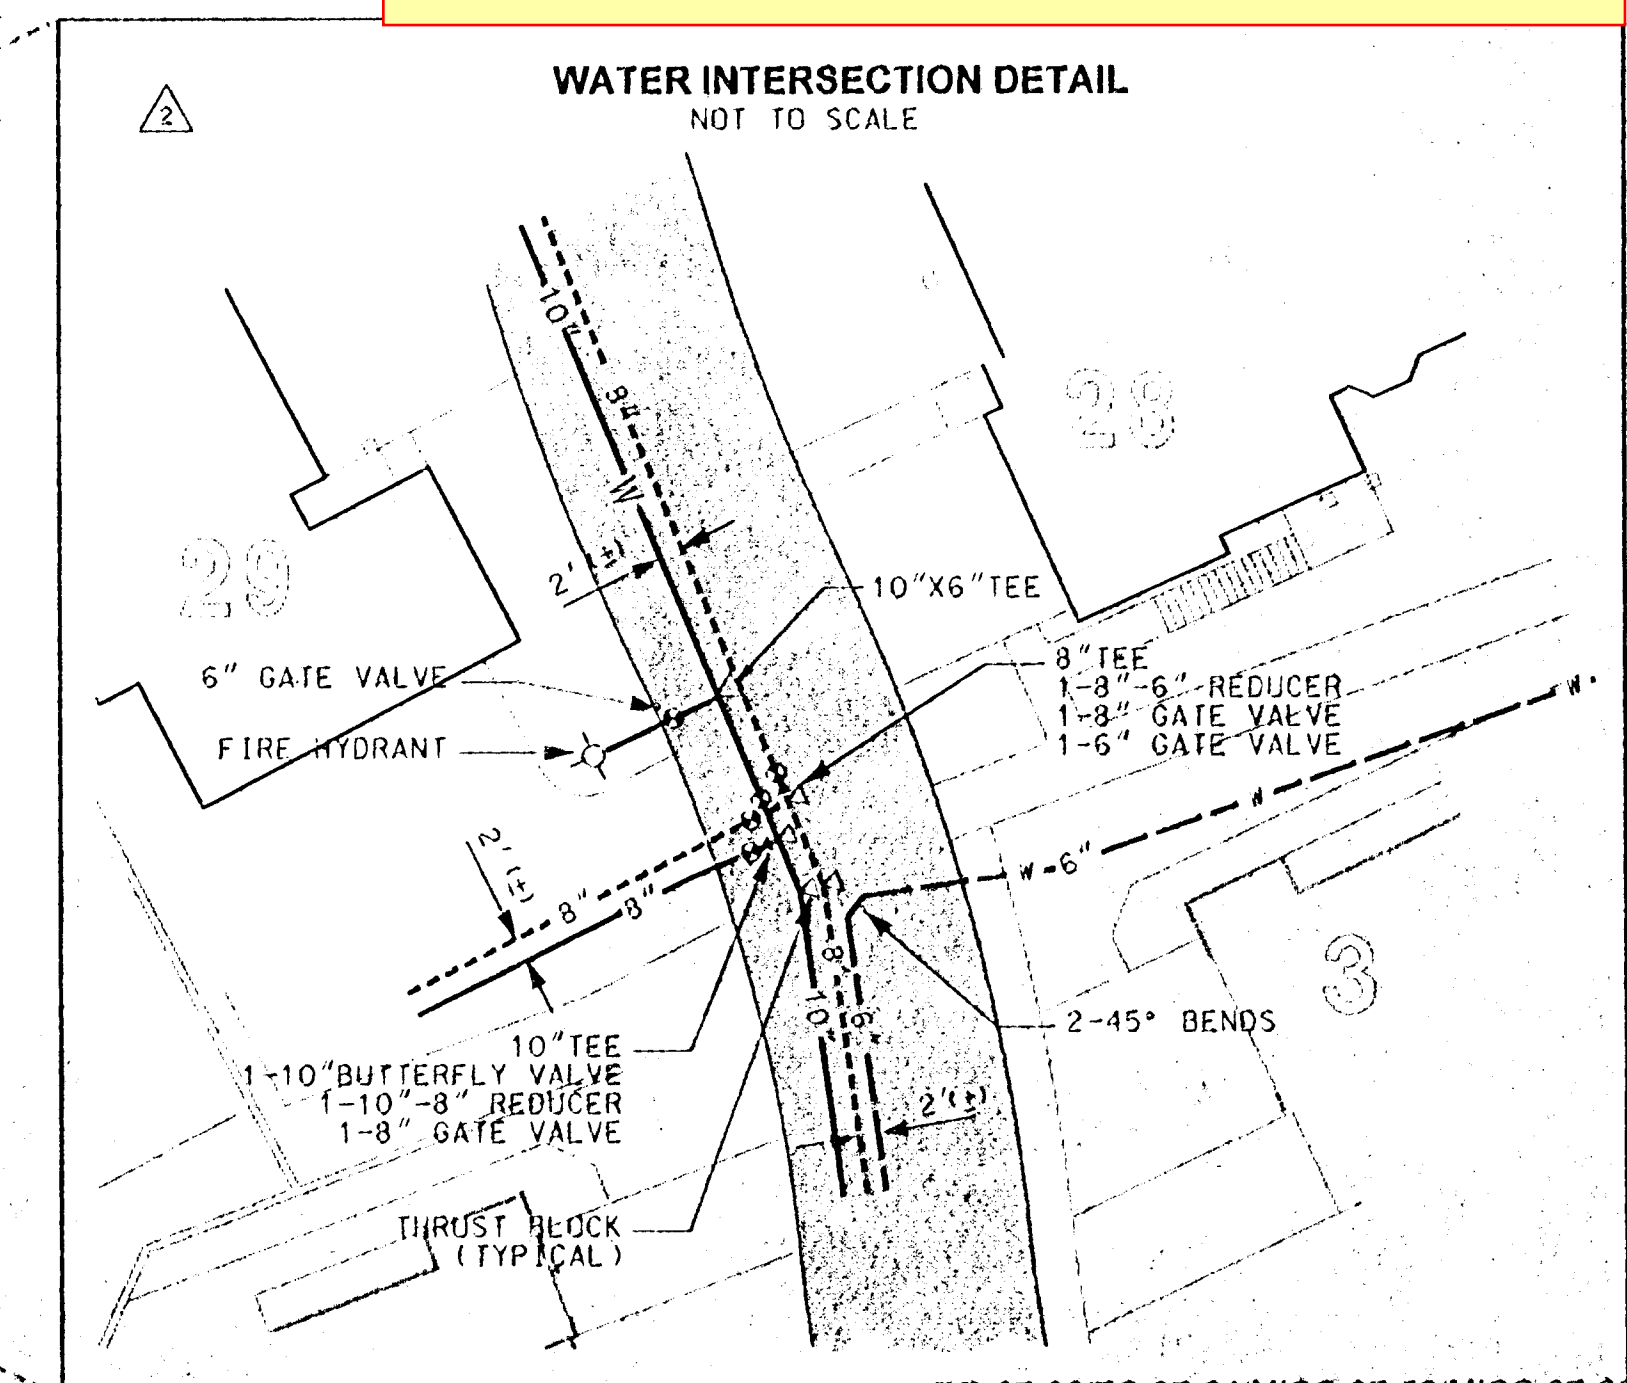 WATER INTERSECTION DETAIL
NOT TO SCALE
2
10"
8"
W
28
29
2' (±)
10"X6"TEE
6" GATE VALVE
8"TEE
1-8"-6" REDUCER
1-8" GATE VALVE
1-6" GATE VALVE
W
FIRE HYDRANT
W
2' (±)
W-6"
8"
8"
8"
3
10"
6"
2-45° BENDS
10"TEE
1-10"BUTTERFLY VALVE
1-10"-8" REDUCER
1-8" GATE VALVE
2'(±)
THRUST BLOCK
(TYPICAL)